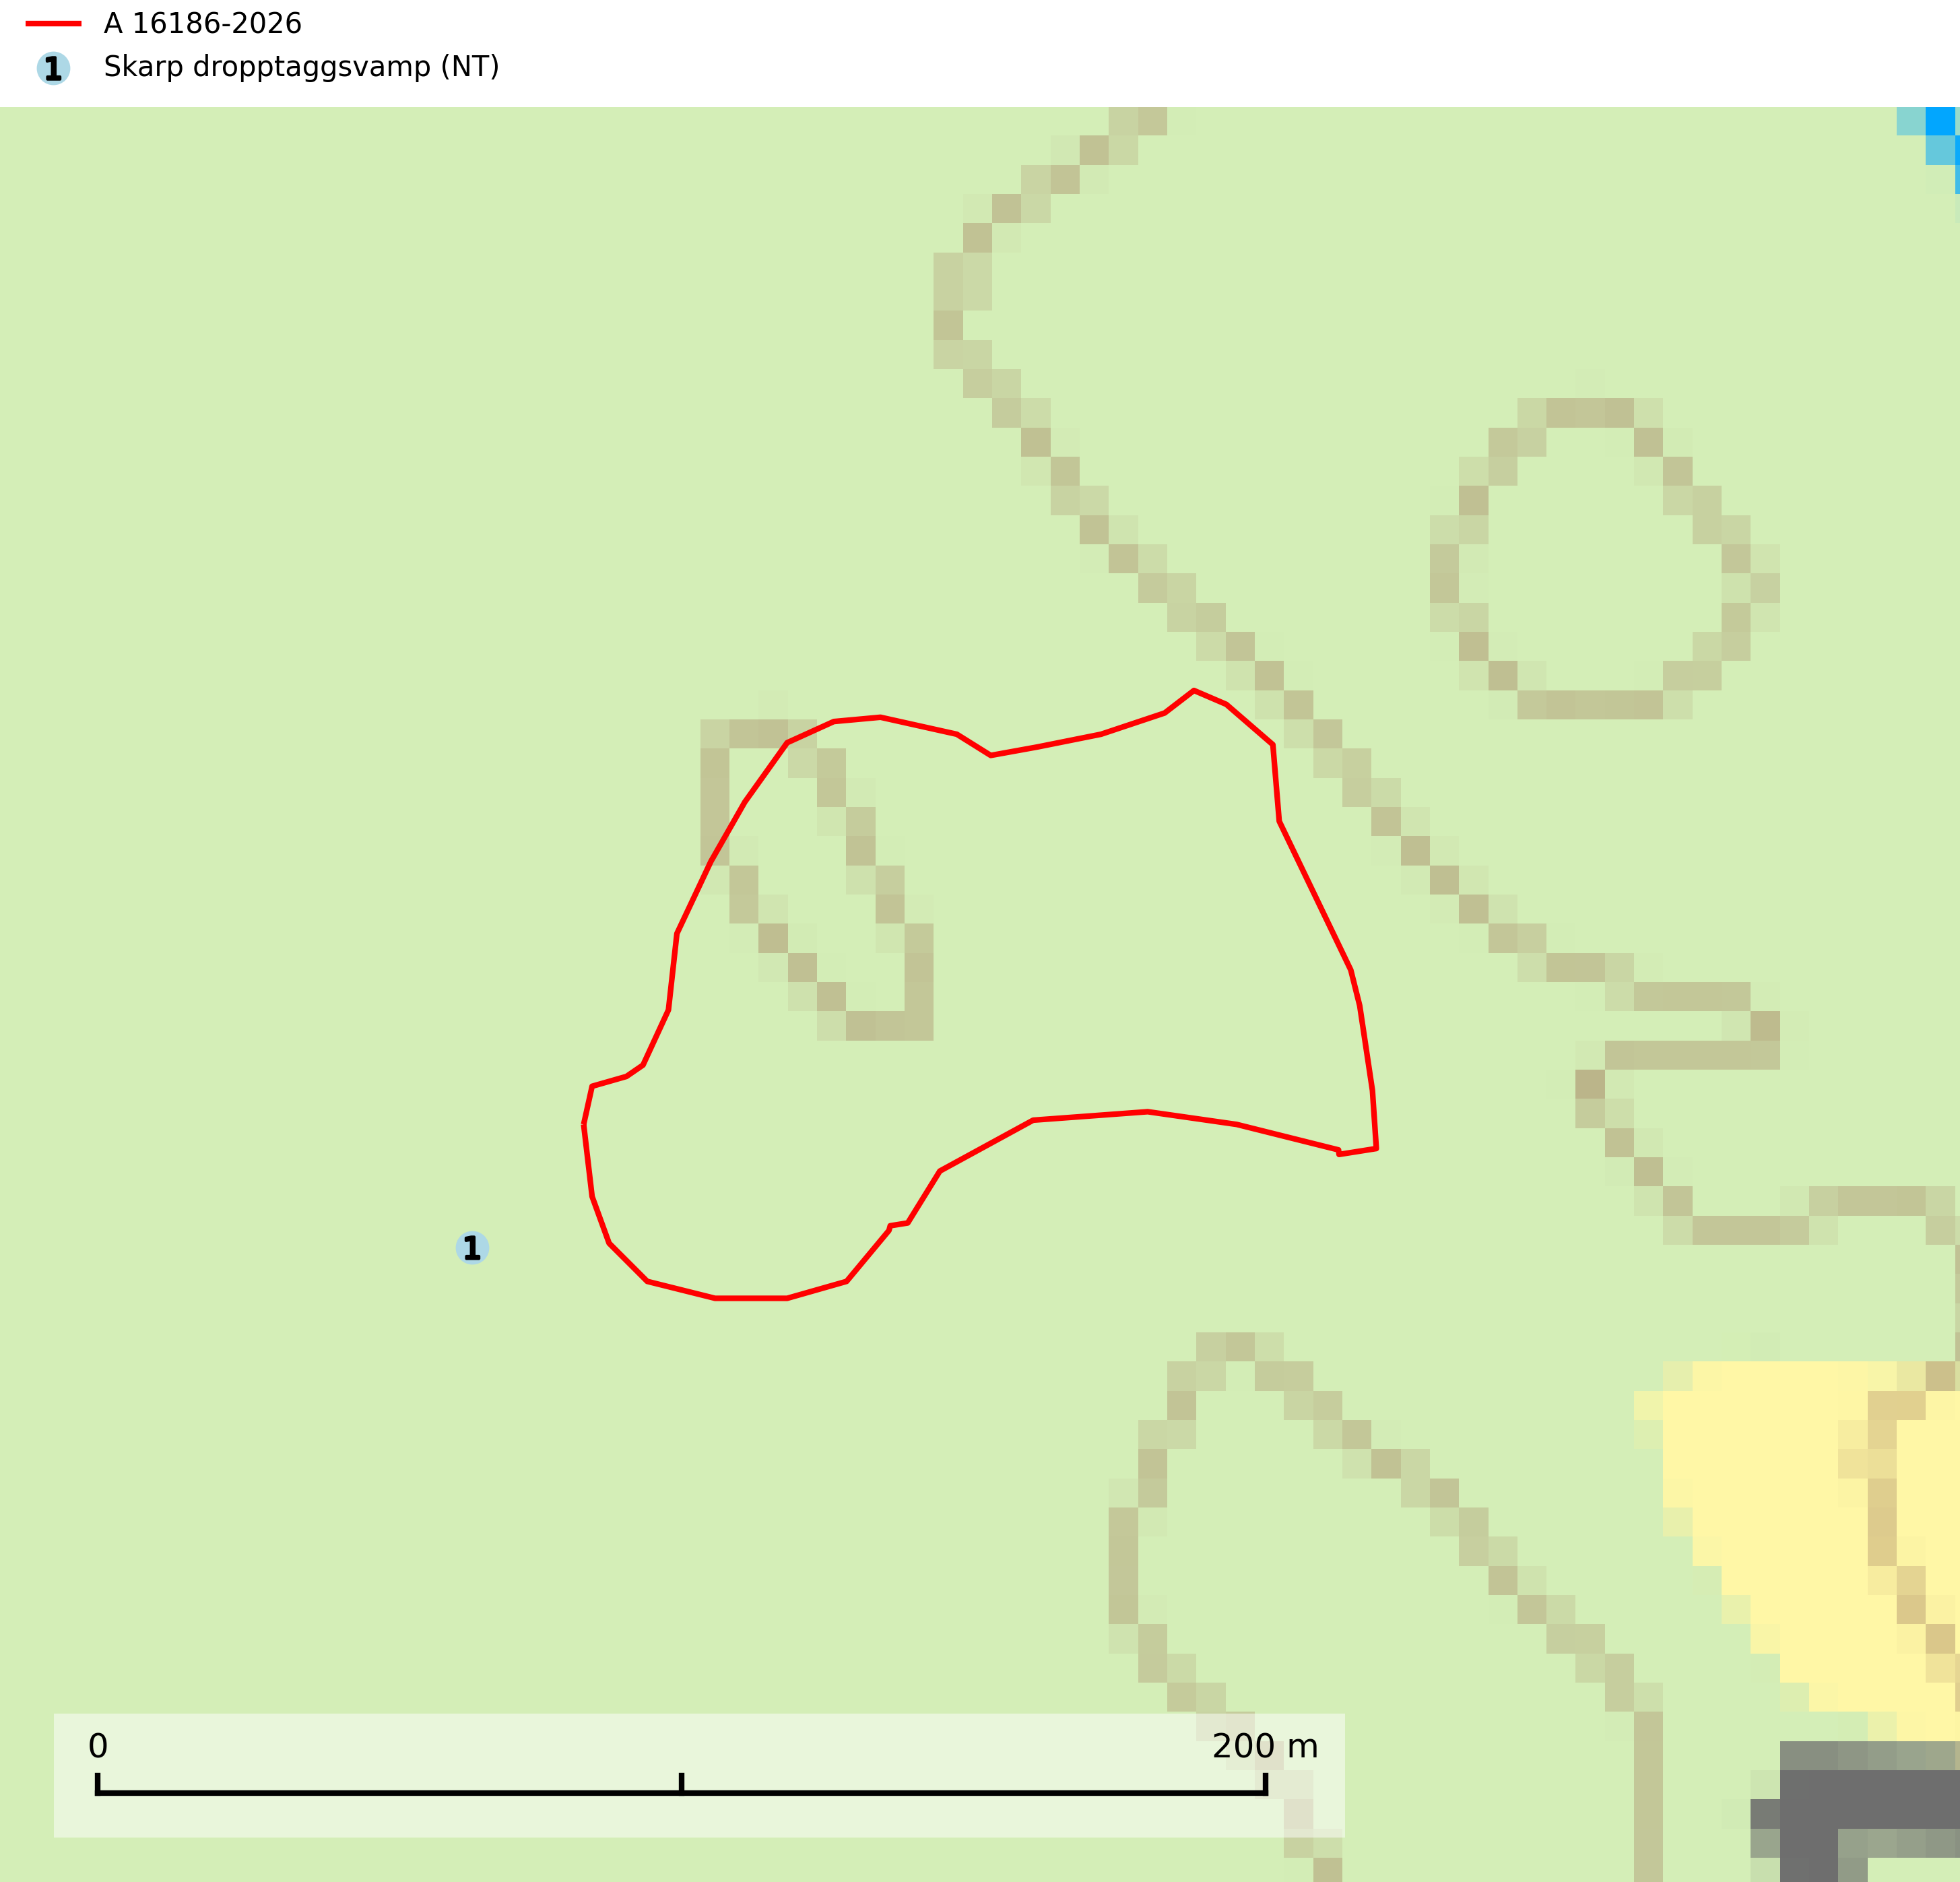 A 16186-2026
1 Skarp dropptaggsvamp (NT)
1
0 200 m